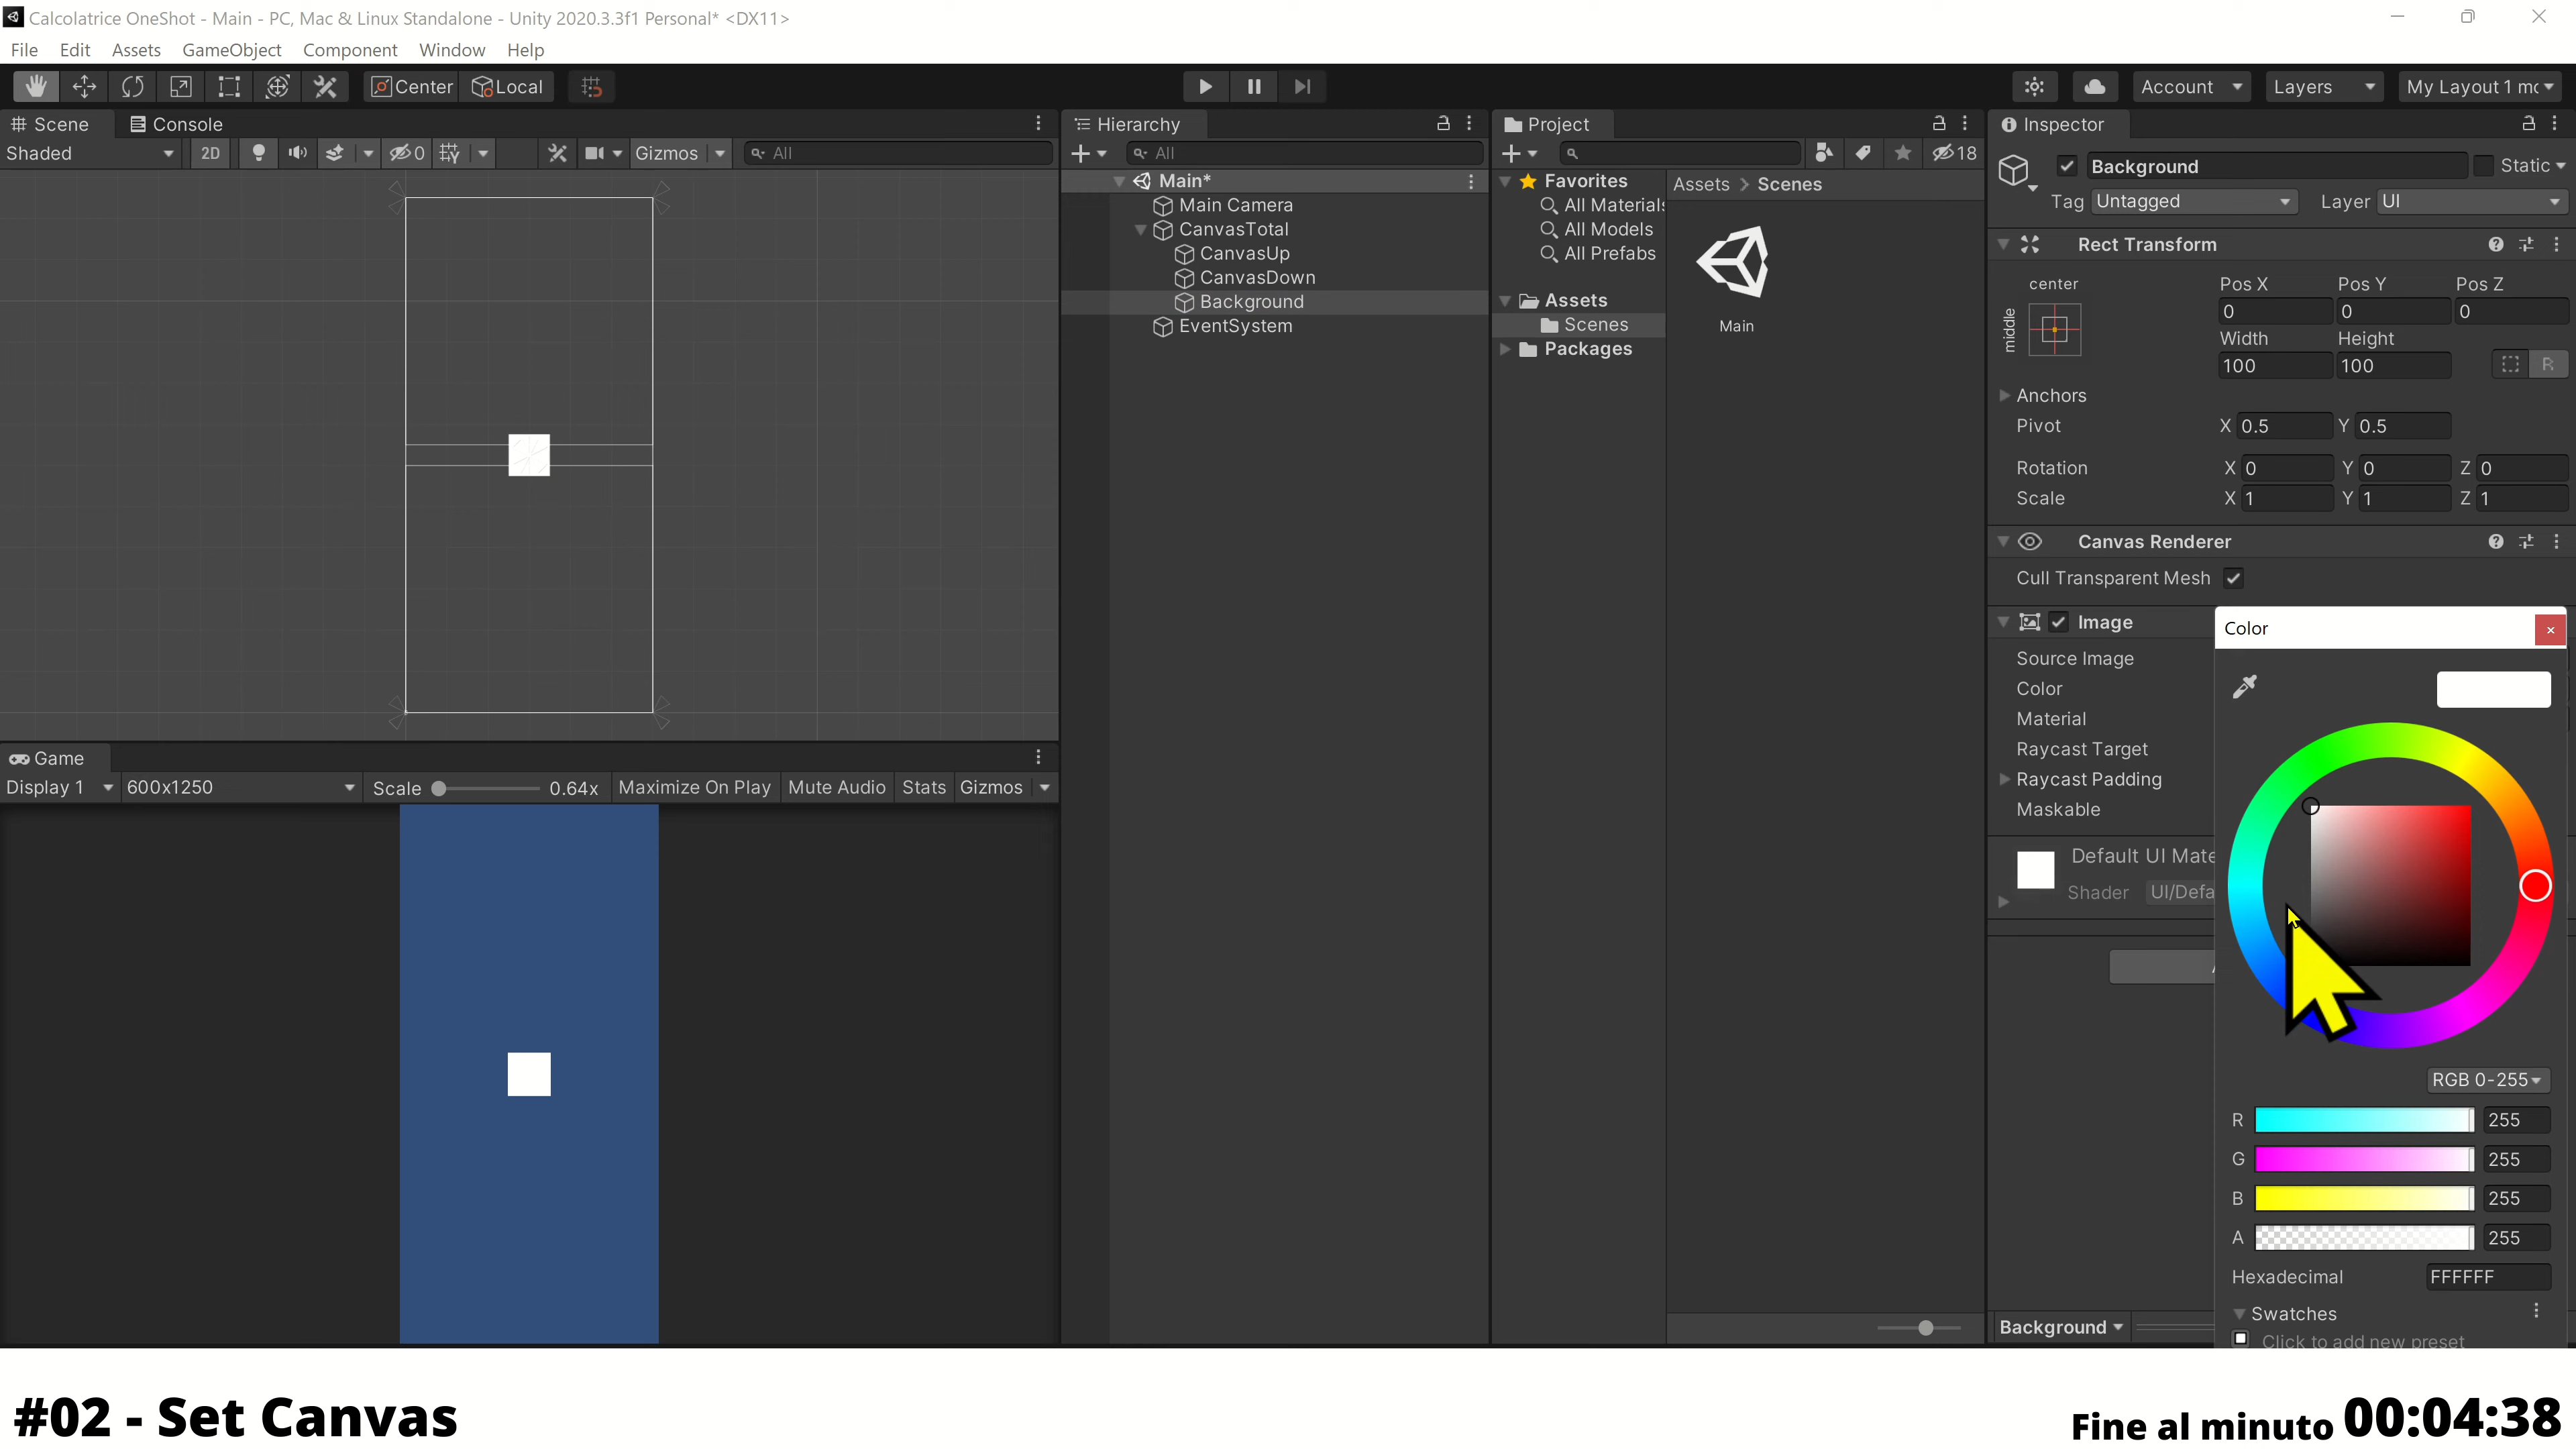 Calcolatrice OneShot - Main - PC, Mac & Linux Standalone - Unity 2020.3.3f1 Personal* <DX11>
File Edit Assets GameObject Component Window Help
Center Local
Account Layers My Layout 1 mc
Scene Console
Shaded 2D 0 Gizmos All
Game
Display 1 600x1250 Scale 0.64x Maximize On Play Mute Audio Stats Gizmos
Hierarchy
All
Main*
Main Camera
CanvasTotal
CanvasUp
CanvasDown
Background
EventSystem
Project
18
Favorites
All Materials
All Models
All Prefabs
Assets
Scenes
Packages
Assets > Scenes
Main
Inspector
Background Static
Tag Untagged Layer UI
Rect Transform
center
middle
Pos X Pos Y Pos Z
0 0 0
Width Height
100 100
R
Anchors
Pivot X 0.5 Y 0.5
Rotation X 0 Y 0 Z 0
Scale X 1 Y 1 Z 1
Canvas Renderer
Cull Transparent Mesh
Image
Source Image
Color
Material
Raycast Target
Raycast Padding
Maskable
Default UI Mate
Shader UI/Defa
Background
Color
RGB 0-255
R 255
G 255
B 255
A 255
Hexadecimal FFFFFF
Swatches
Click to add new preset
#02 - Set Canvas
Fine al minuto 00:04:38